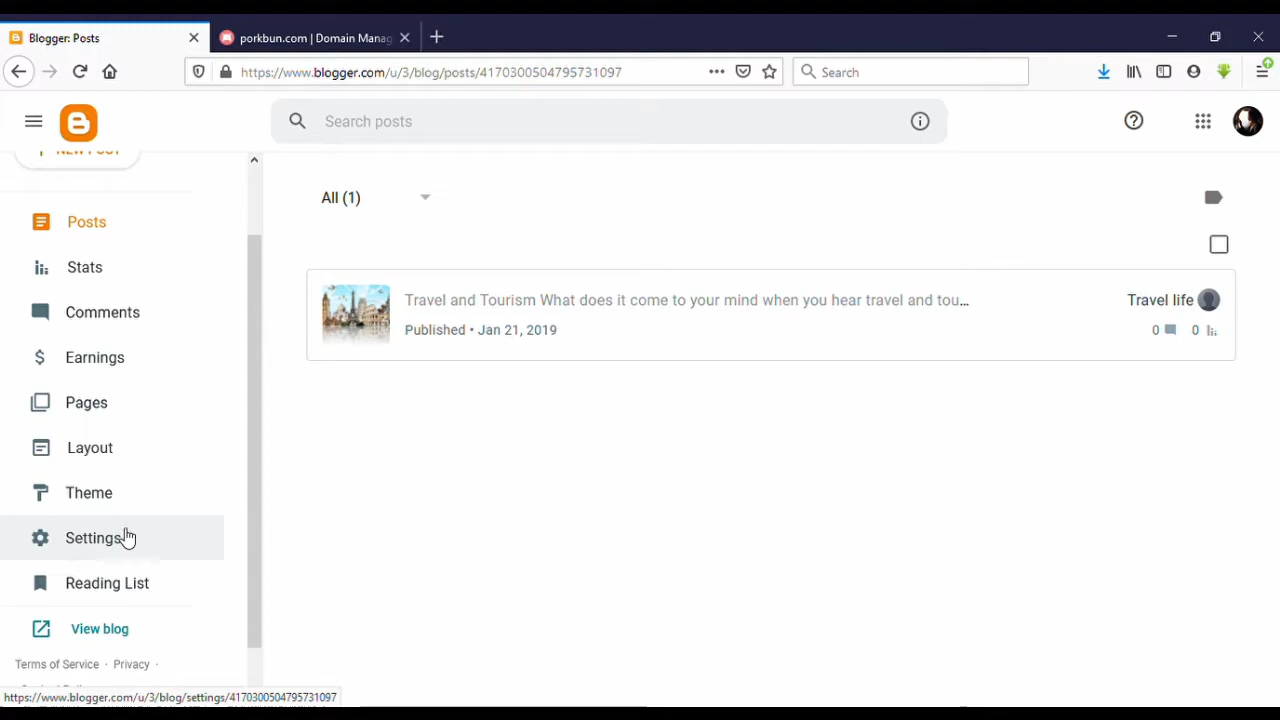 Blogger: Posts
porkbun.com | Domain Manag
https://www.blogger.com/u/3/blog/posts/4170300504795731097
Search
Search posts
NEW POST
All (1)
Posts
Stats
Comments
Earnings
Pages
Layout
Theme
Settings
Reading List
View blog
Terms of Service · Privacy ·
Travel and Tourism What does it come to your mind when you hear travel and tou...
Travel life
Published • Jan 21, 2019
0 0
https://www.blogger.com/u/3/blog/settings/4170300504795731097